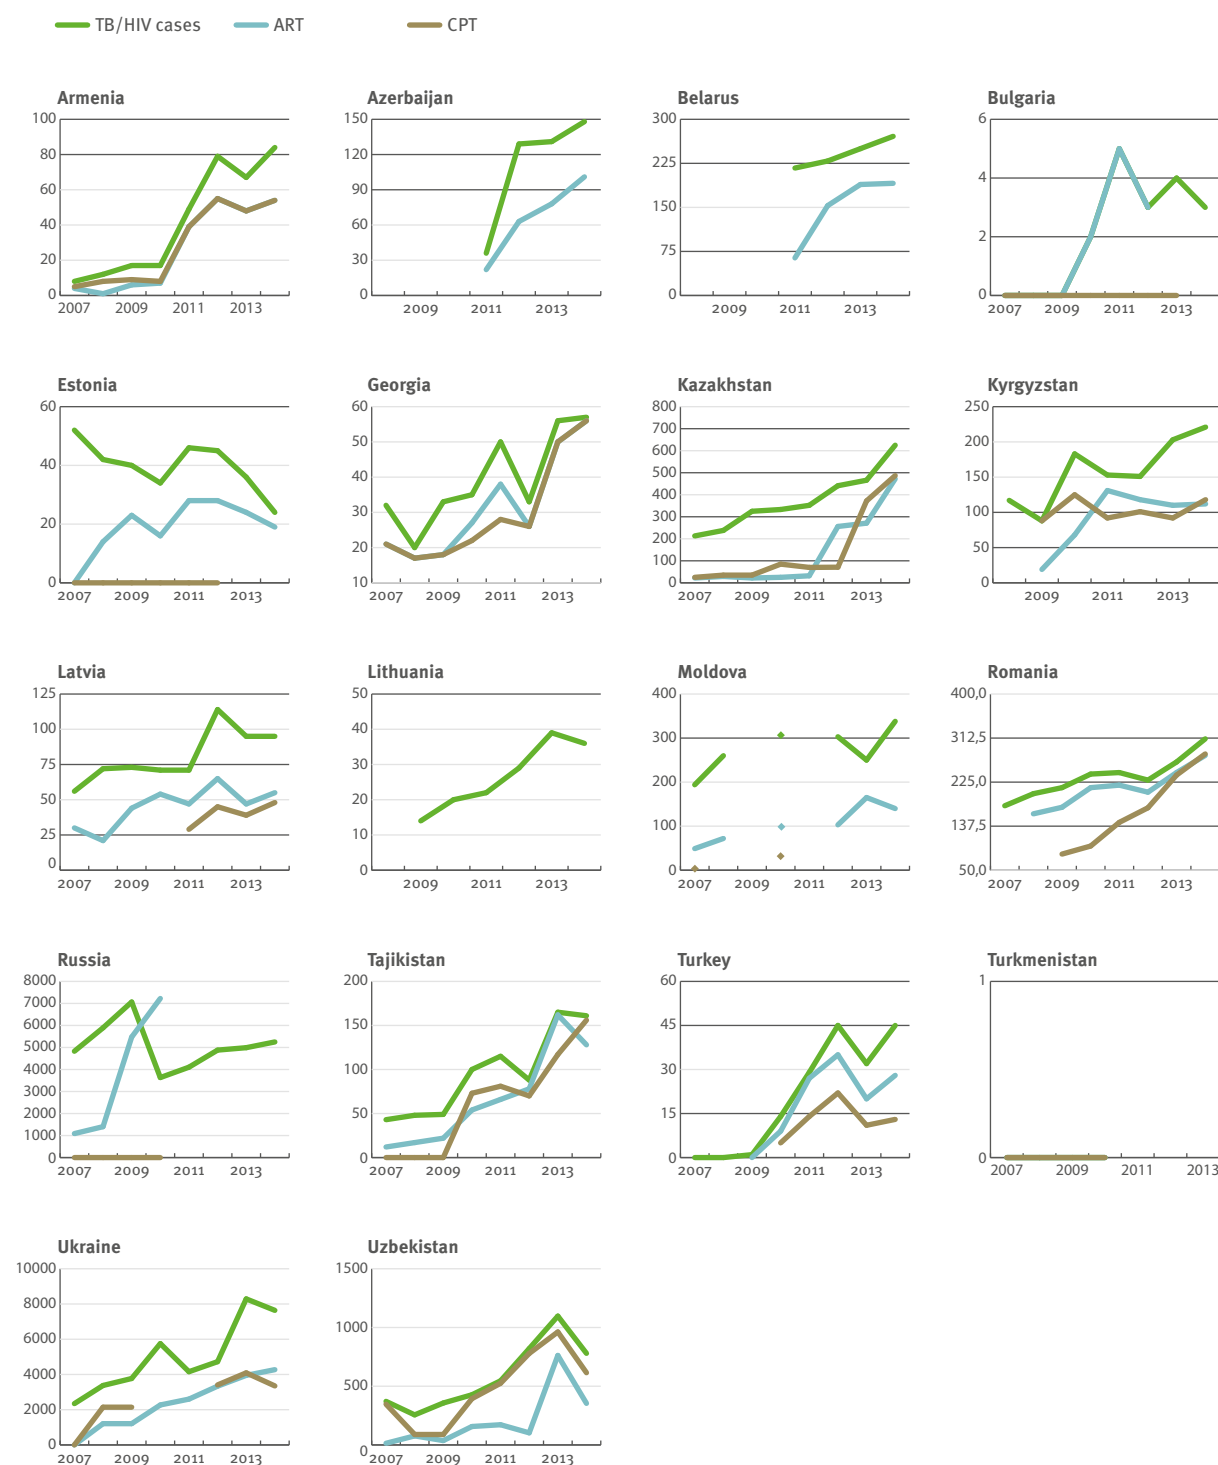 TB/HIV cases ART CPT
Armenia Azerbaijan Belarus Bulgaria
100 150 300 6
80 120 225 4
60 90 150 2
40 60 75 0
20 30 0
0 0
2007 2009 2011 2013 2009 2011 2013 2009 2011 2013 2007 2009 2011 2013
Estonia Georgia Kazakhstan Kyrgyzstan
60 60 800 250
40 50 700 200
20 40 600 150
0 30 500 100
20 400 50
10 300 0
200
100
0
2007 2009 2011 2013 2007 2009 2011 2013 2007 2009 2011 2013 2009 2011 2013
Latvia Lithuania Moldova Romania
125 50 400 400,0
100 40 300 312,5
75 30 200 225,0
50 20 100 137,5
25 10 0 50,0
0 0
2007 2009 2011 2013 2009 2011 2013 2007 2009 2011 2013 2007 2009 2011 2013
Russia Tajikistan Turkey Turkmenistan
8000 200 60 1
7000 150 45 0
6000 100 30
5000 50 15
4000 0 0
3000
2000
1000
0
2007 2009 2011 2013 2007 2009 2011 2013 2007 2009 2011 2013 2007 2009 2011 2013
Ukraine Uzbekistan
10000 1500
8000 1000
6000 500
4000 0
2000
0
2007 2009 2011 2013 2007 2009 2011 2013